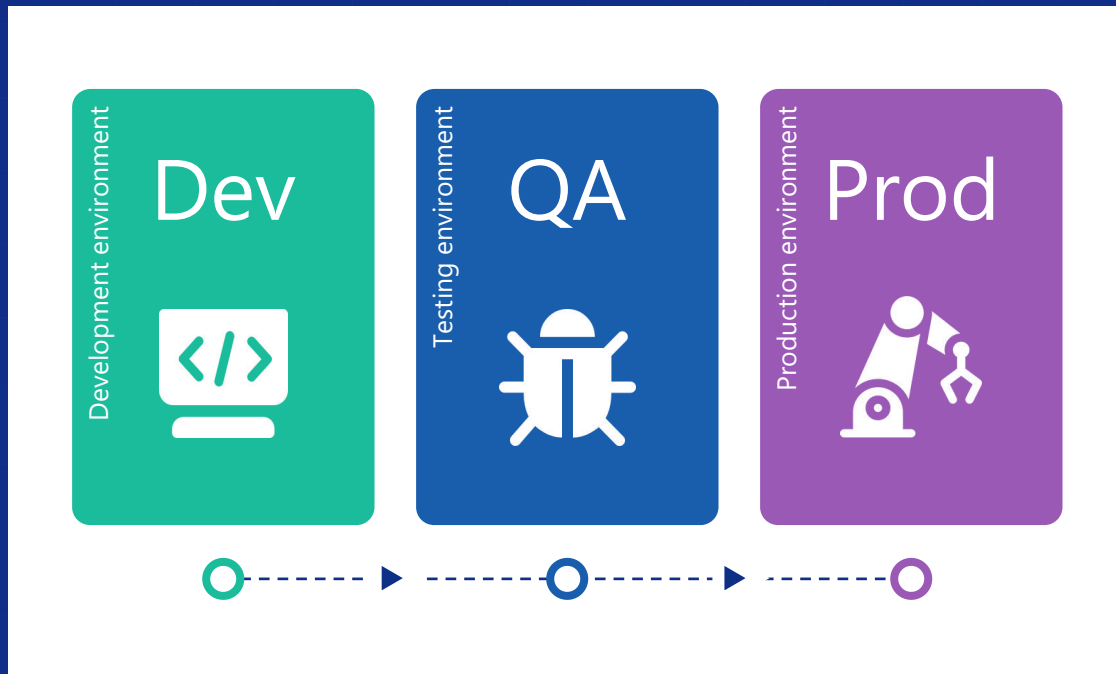 Development environment
Dev
Testing environment
QA
Production environment
Prod
</>